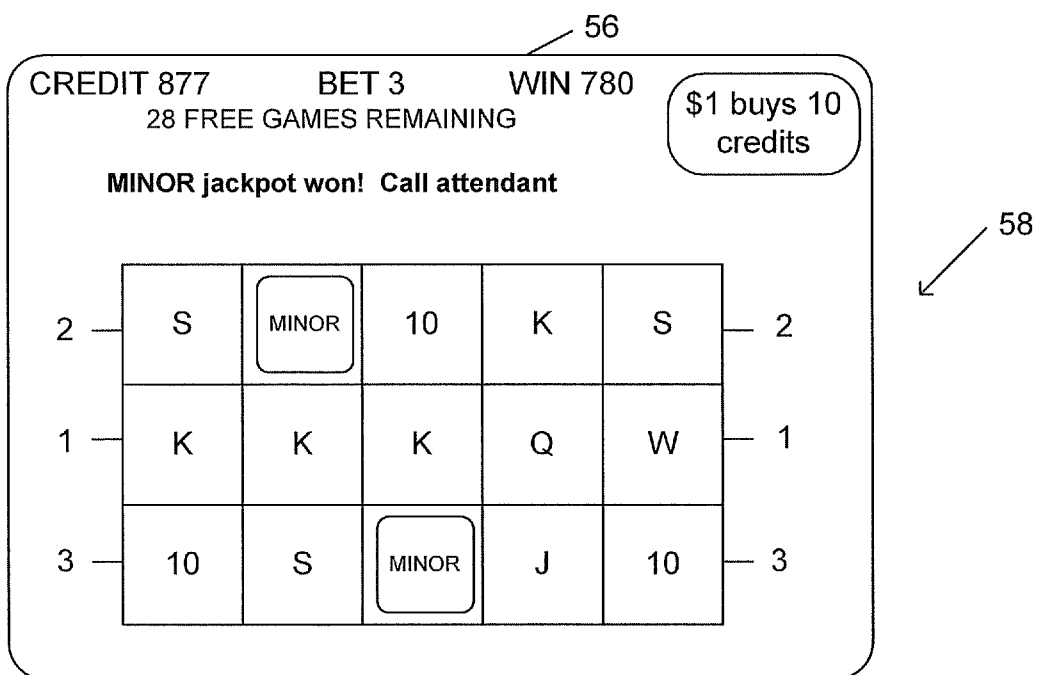 56
CREDIT 877 BET 3 WIN 780
28 FREE GAMES REMAINING
$1 buys 10
credits
MINOR jackpot won! Call attendant
58
2 S MINOR 10 K S 2
1 K K K Q W 1
3 10 S MINOR J 10 3